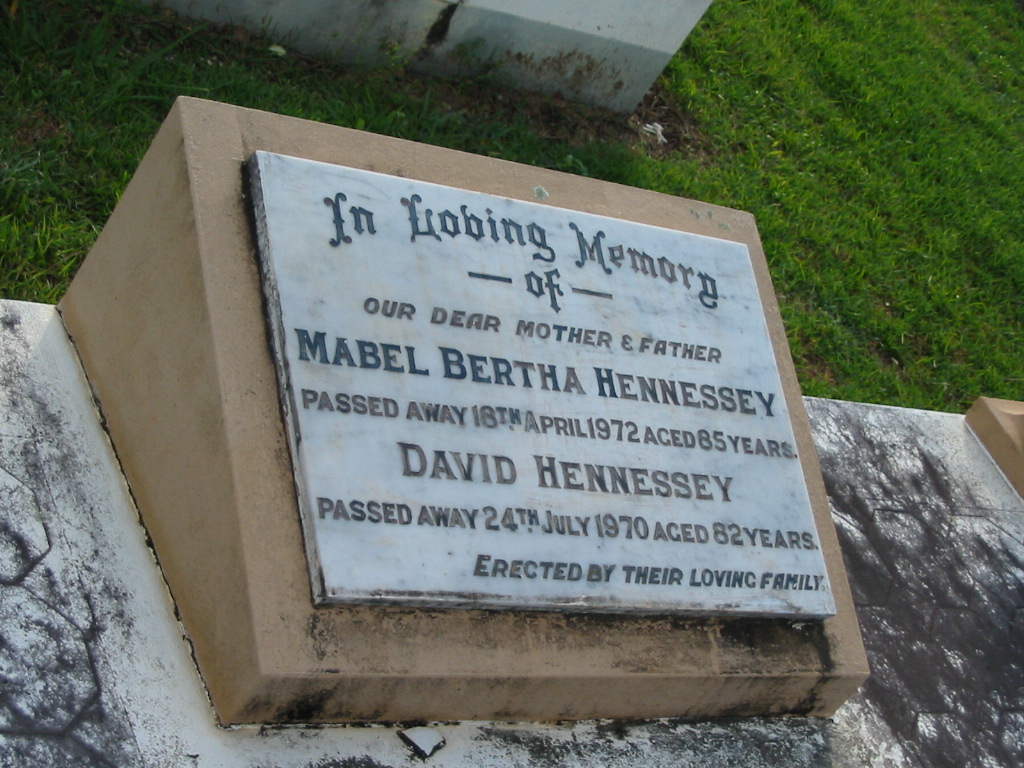 In Loving Memory
— of —
OUR DEAR MOTHER & FATHER
MABEL BERTHA HENNESSEY
PASSED AWAY 18TH APRIL 1972 AGED 85 YEARS.
DAVID HENNESSEY
PASSED AWAY 24TH JULY 1970 AGED 82 YEARS.
ERECTED BY THEIR LOVING FAMILY.